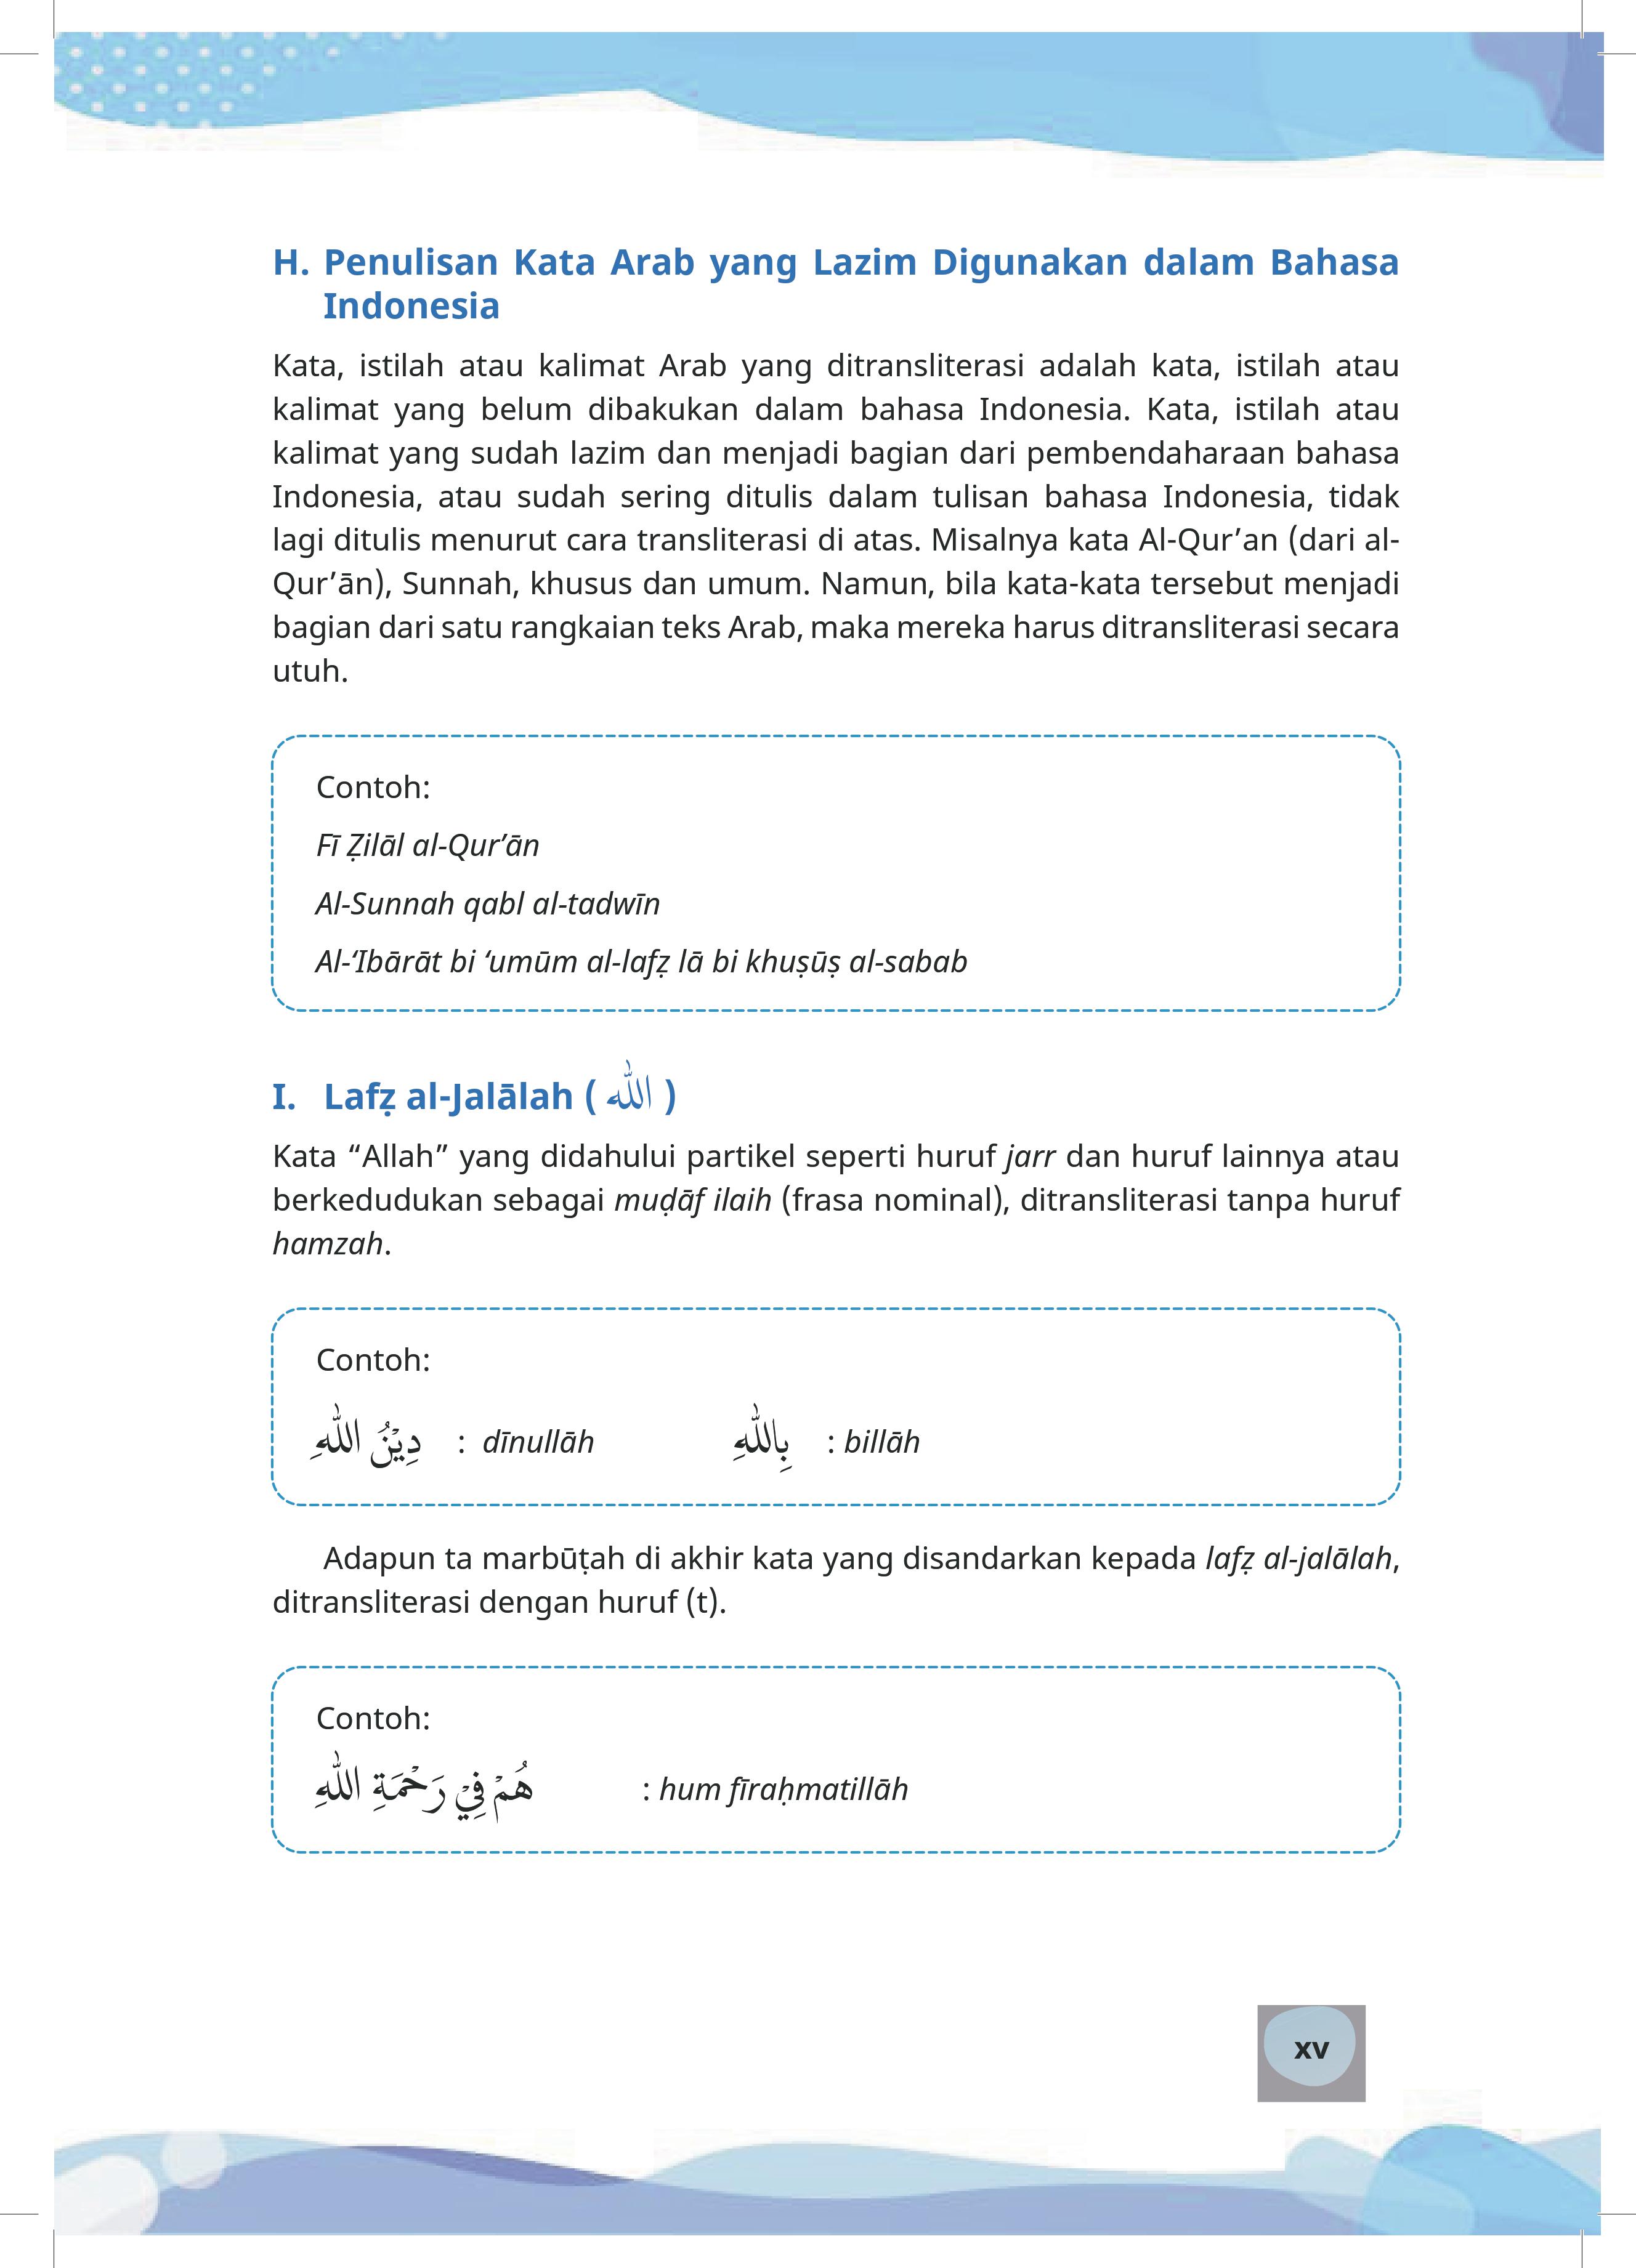 H. Penulisan Kata Arab yang Lazim Digunakan dalam Bahasa
Indonesia
Kata, istilah atau kalimat Arab yang ditransliterasi adalah kata, istilah atau
kalimat yang belum dibakukan dalam bahasa Indonesia. Kata, istilah atau
kalimat yang sudah lazim dan menjadi bagian dari pembendaharaan bahasa
Indonesia, atau sudah sering ditulis dalam tulisan bahasa Indonesia, tidak
lagi ditulis menurut cara transliterasi di atas. Misalnya kata Al-Qur’an (dari al-
Qur’ān), Sunnah, khusus dan umum. Namun, bila kata-kata tersebut menjadi
bagian dari satu rangkaian teks Arab, maka mereka harus ditransliterasi secara
utuh.
Contoh:
Fī Ẓilāl al-Qur’ān
Al-Sunnah qabl al-tadwīn
Al-‘Ibārāt bi ‘umūm al-lafẓ lā bi khuṣūṣ al-sabab
I. Lafẓ al-Jalālah ( الله )
Kata “Allah” yang didahului partikel seperti huruf jarr dan huruf lainnya atau
berkedudukan sebagai muḍāf ilaih (frasa nominal), ditransliterasi tanpa huruf
hamzah.
Contoh:
دِيْنُ اللهِ : dīnullāh بِاللهِ : billāh
Adapun ta marbūṭah di akhir kata yang disandarkan kepada lafẓ al-jalālah,
ditransliterasi dengan huruf (t).
Contoh:
هُمْ فِيْ رَحْمَةِ اللهِ : hum fīraḥmatillāh
xv